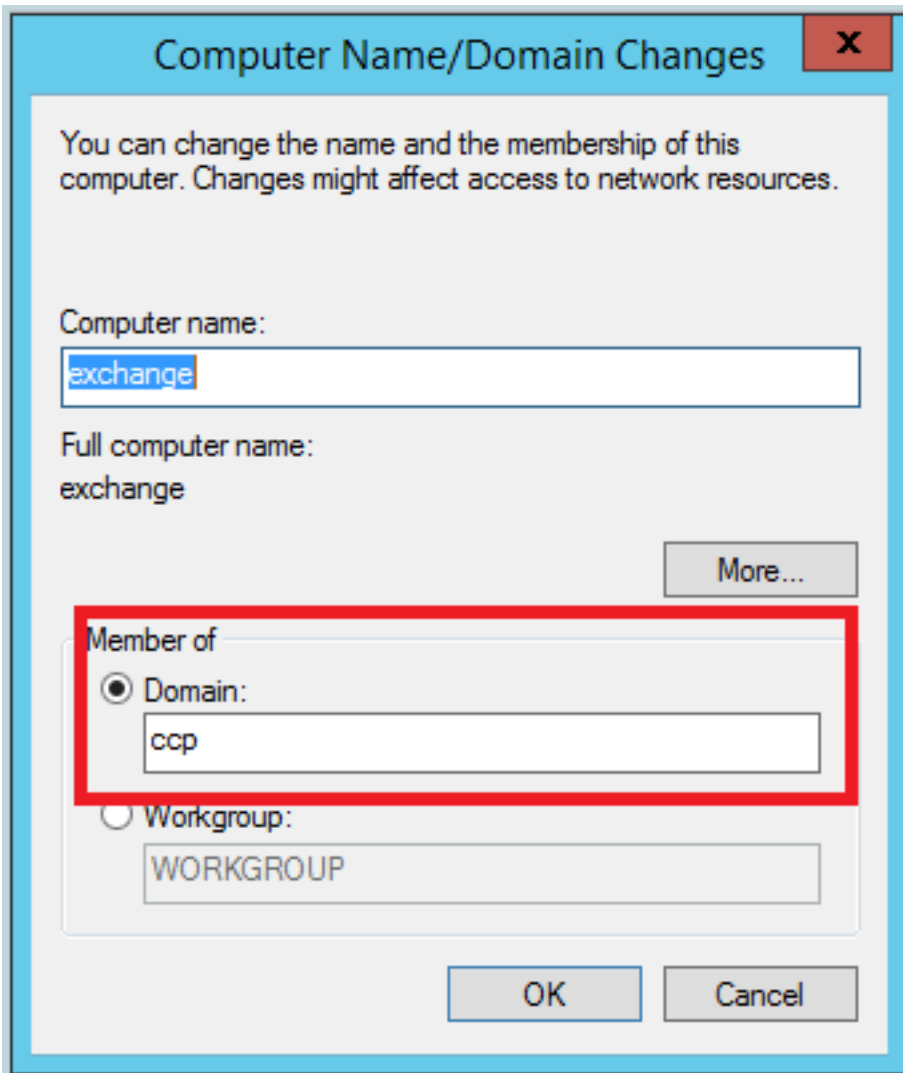 Computer Name/Domain Changes
x
You can change the name and the membership of this
computer. Changes might affect access to network resources.
Computer name:
exchange
Full computer name:
exchange
More...
Member of
Domain:
ccp
Workgroup:
WORKGROUP
OK
Cancel